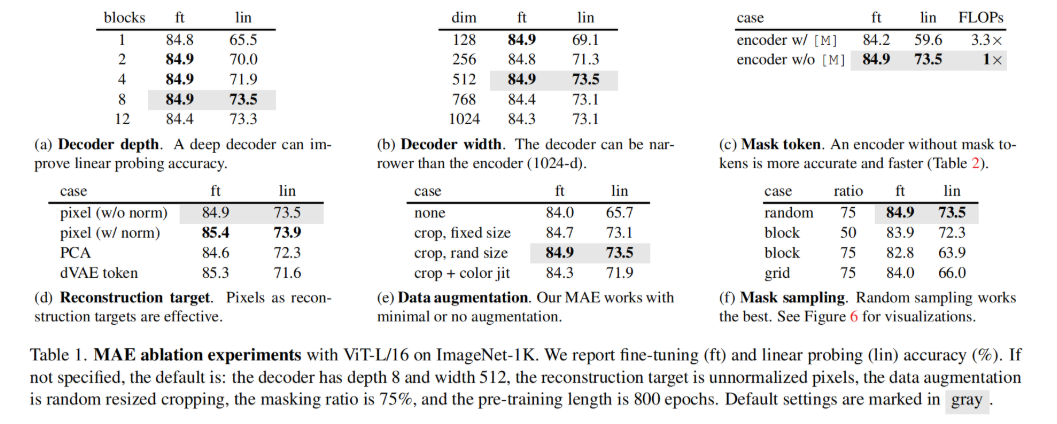 blocks ft lin
1 84.8 65.5
2 84.9 70.0
4 84.9 71.9
8 84.9 73.5
12 84.4 73.3
(a) Decoder depth. A deep decoder can im-
prove linear probing accuracy.
dim ft lin
128 84.9 69.1
256 84.8 71.3
512 84.9 73.5
768 84.4 73.1
1024 84.3 73.1
(b) Decoder width. The decoder can be nar-
rower than the encoder (1024-d).
case ft lin FLOPs
encoder w/ [M] 84.2 59.6 3.3×
encoder w/o [M] 84.9 73.5 1×
(c) Mask token. An encoder without mask to-
kens is more accurate and faster (Table 2).
case ft lin
pixel (w/o norm) 84.9 73.5
pixel (w/ norm) 85.4 73.9
PCA 84.6 72.3
dVAE token 85.3 71.6
(d) Reconstruction target. Pixels as recon-
struction targets are effective.
case ft lin
none 84.0 65.7
crop, fixed size 84.7 73.1
crop, rand size 84.9 73.5
crop + color jit 84.3 71.9
(e) Data augmentation. Our MAE works with
minimal or no augmentation.
case ratio ft lin
random 75 84.9 73.5
block 50 83.9 72.3
block 75 82.8 63.9
grid 75 84.0 66.0
(f) Mask sampling. Random sampling works
the best. See Figure 6 for visualizations.
Table 1. MAE ablation experiments with ViT-L/16 on ImageNet-1K. We report fine-tuning (ft) and linear probing (lin) accuracy (%). If
not specified, the default is: the decoder has depth 8 and width 512, the reconstruction target is unnormalized pixels, the data augmentation
is random resized cropping, the masking ratio is 75%, and the pre-training length is 800 epochs. Default settings are marked in gray .